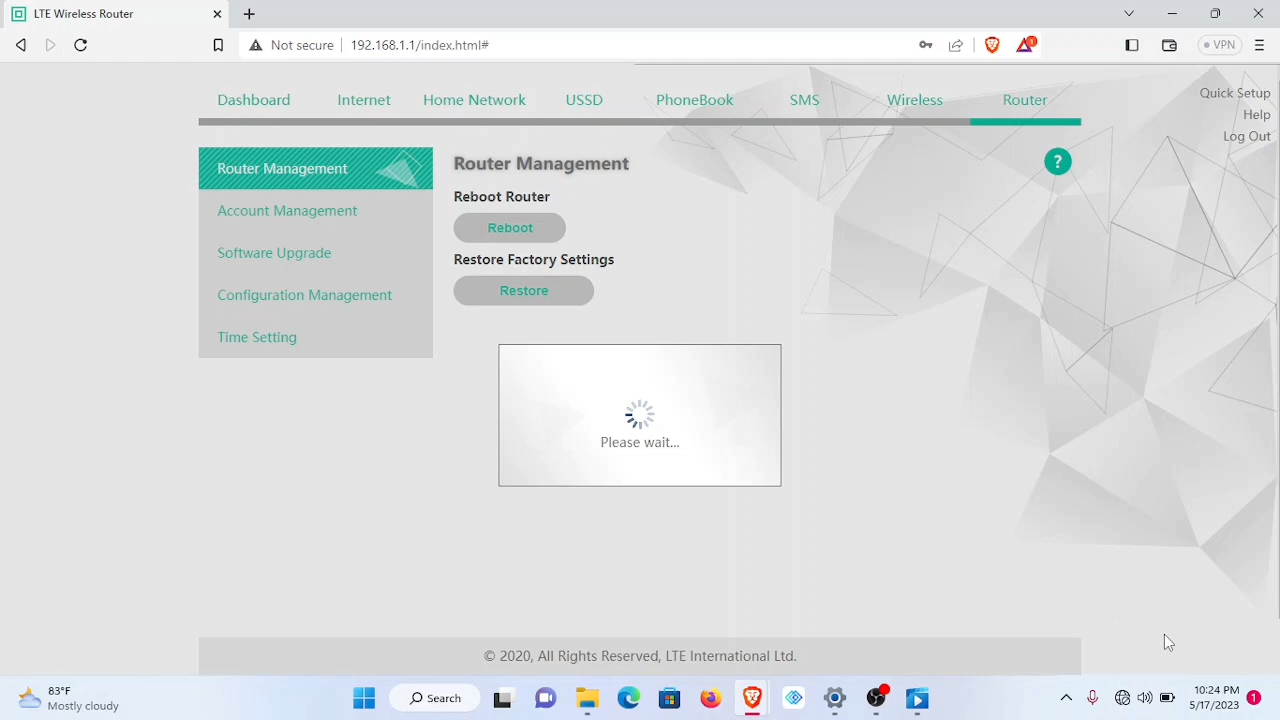 LTE Wireless Router
Not secure
192.168.1.1/index.html#
1
VPN
Dashboard
Internet
Home Network
USSD
PhoneBook
SMS
Wireless
Router
Quick Setup
Help
Log Out
Router Management
Account Management
Software Upgrade
Configuration Management
Time Setting
Router Management
?
Reboot Router
Reboot
Restore Factory Settings
Restore
Please wait...
© 2020, All Rights Reserved, LTE International Ltd.
83°F
Mostly cloudy
Search
10:24 PM
5/17/2023
1